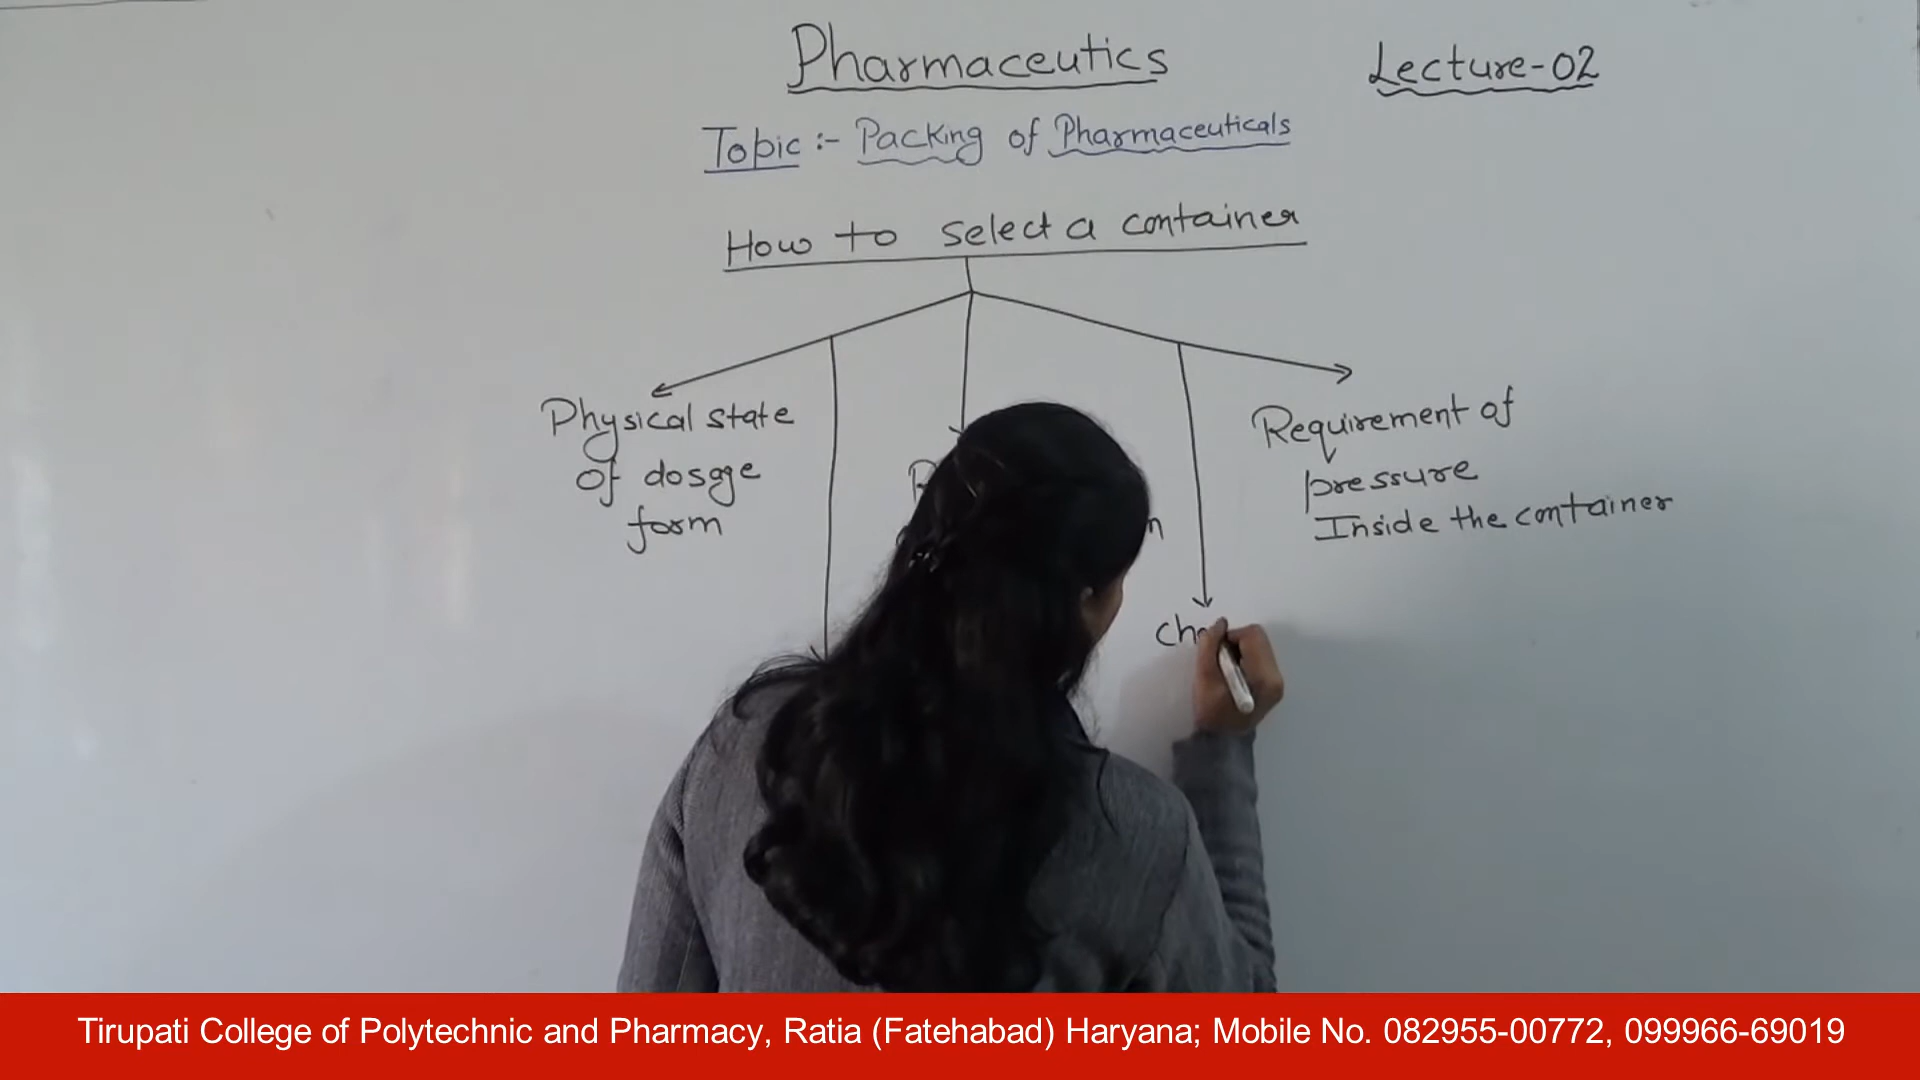 Pharmaceutics
Lecture-02
Topic :- Packing of Pharmaceuticals
How to select a container
Physical state
of dosage
form
Requirement of
pressure
Inside the container
Tirupati College of Polytechnic and Pharmacy, Ratia (Fatehabad) Haryana; Mobile No. 082955-00772, 099966-69019